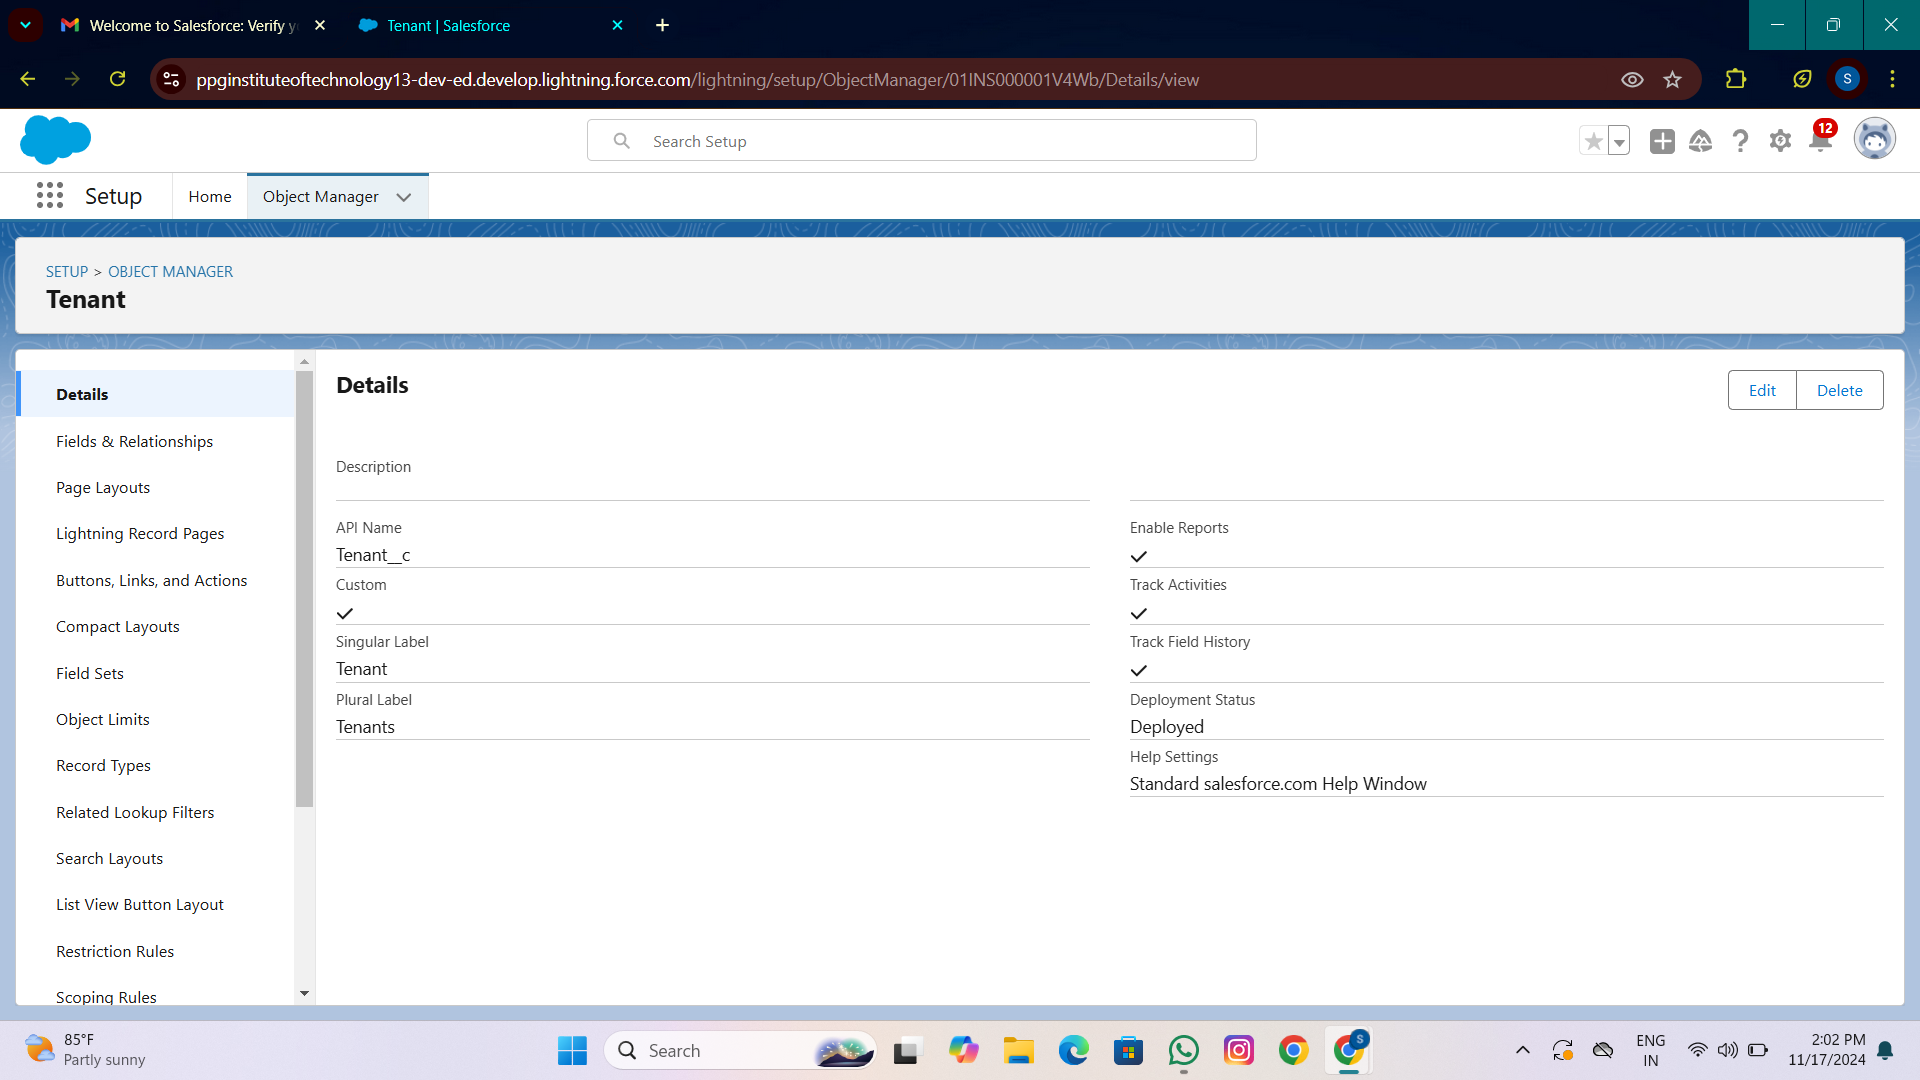 Welcome to Salesforce: Verify y
Tenant | Salesforce
ppginstituteoftechnology13-dev-ed.develop.lightning.force.com/lightning/setup/ObjectManager/01INS000001V4Wb/Details/view
S
Search Setup
12
Setup
Home
Object Manager
SETUP > OBJECT MANAGER
Tenant
Details
Fields & Relationships
Page Layouts
Lightning Record Pages
Buttons, Links, and Actions
Compact Layouts
Field Sets
Object Limits
Record Types
Related Lookup Filters
Search Layouts
List View Button Layout
Restriction Rules
Scoping Rules
Details
Edit
Delete
Description
API Name
Tenant__c
Custom
Singular Label
Tenant
Plural Label
Tenants
Enable Reports
Track Activities
Track Field History
Deployment Status
Deployed
Help Settings
Standard salesforce.com Help Window
85°F
Partly sunny
Search
S
ENG
IN
2:02 PM
11/17/2024